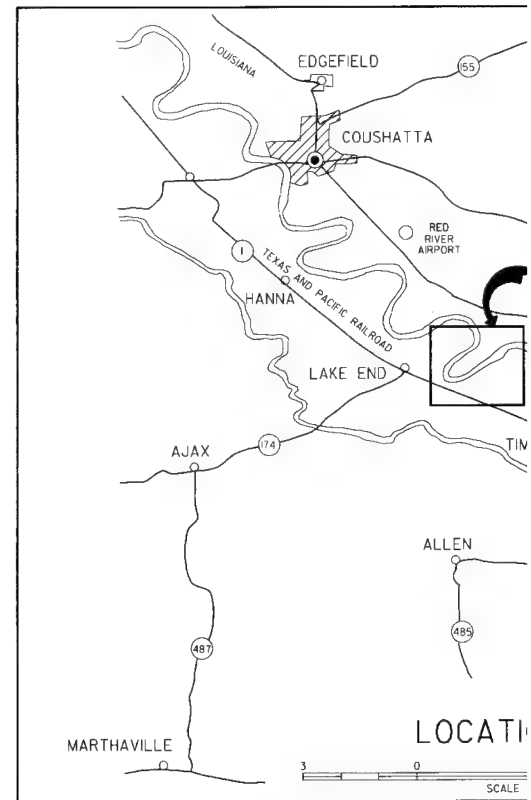 EDGEFIELD
LOUISIANA
155
COUSHATTA
RED
RIVER
AIRPORT
1
TEXAS AND PACIFIC RAILROAD
HANNA
LAKE END
174
TIM
AJAX
ALLEN
485
487
LOCATI
MARTHAVILLE
3 0
SCALE